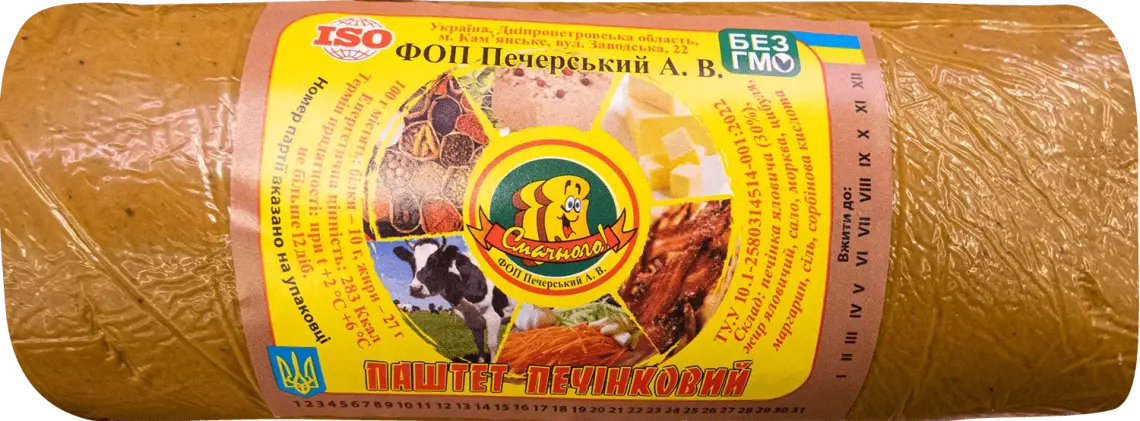 ISO
Україна, Дніпропетровська область,
м. Кам'янське, вул. Заводська, 22
ФОП Печерський А. В.
БЕЗ
ГМО
100 г містить: білки – 10 г, жири – 27 г
Енергетична цінність: 283 Ккал
Термін придатності: при t +2 °С +6 °С
не більше 12 діб.
Номер партії вказано на упаковці
Смачного!
ФОП Печерський А. В.
ТУ У 10.1-2580314514-001:2022
Склад: печінка яловича (30%),
жир яловичий, сало, морква, цибуля
маргарин, сіль, сорбінова кислота
Вжити до:
I II III IV V VI VII VIII IX X XI XII
ПАШТЕТ ПЕЧІНКОВИЙ
1 2 3 4 5 6 7 8 9 10 11 12 13 14 15 16 17 18 19 20 21 22 23 24 25 26 27 28 29 30 31